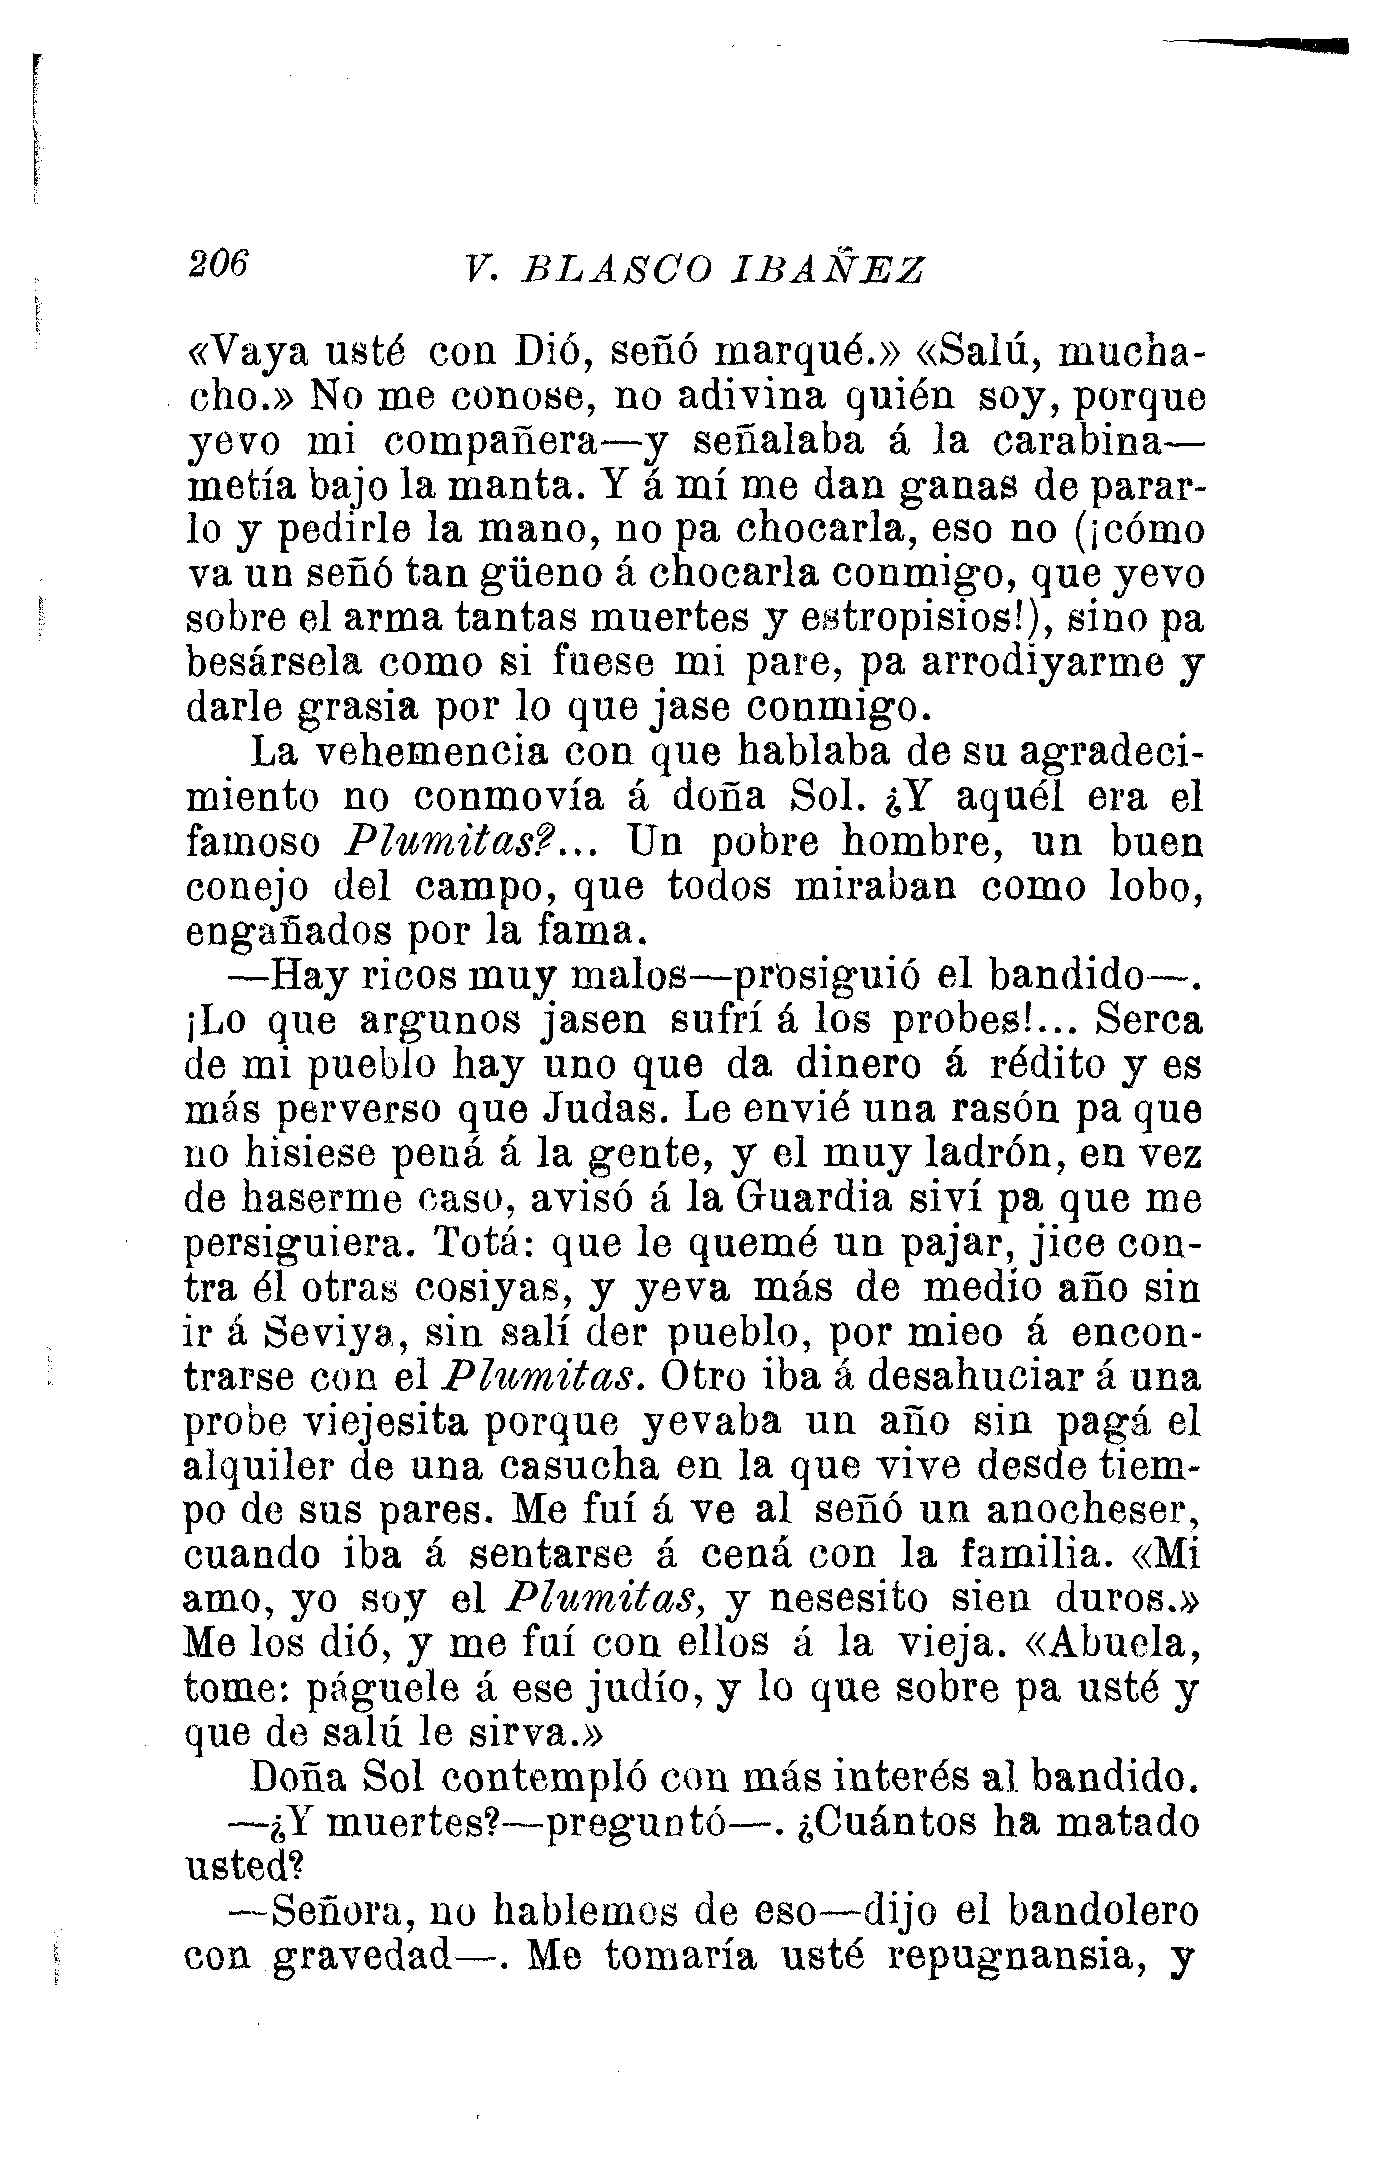 206 V. BLASCO IBAÑEZ
«Vaya usté con Dió, señó marqué.» «Salú, mucha-
cho.» No me conose, no adivina quién soy, porque
yevo mi compañera—y señalaba á la carabina—
metía bajo la manta. Y á mí me dan ganas de parar-
lo y pedirle la mano, no pa chocarla, eso no (¡cómo
va un señó tan güeno á chocarla conmigo, que yevo
sobre el arma tantas muertes y estropisios!), sino pa
besársela como si fuese mi pare, pa arrodiyarme y
darle grasia por lo que jase conmigo.
La vehemencia con que hablaba de su agradeci-
miento no conmovía á doña Sol. ¿Y aquél era el
famoso Plumitas?... Un pobre hombre, un buen
conejo del campo, que todos miraban como lobo,
engañados por la fama.
—Hay ricos muy malos—prosiguió el bandido—.
¡Lo que argunos jasen sufrí á los probes!... Serca
de mi pueblo hay uno que da dinero á rédito y es
más perverso que Judas. Le envié una rasón pa que
no hisiese pená á la gente, y el muy ladrón, en vez
de haserme caso, avisó á la Guardia siví pa que me
persiguiera. Totá: que le quemé un pajar, jice con-
tra él otras cosiyas, y yeva más de medio año sin
ir á Seviya, sin salí der pueblo, por mieo á encon-
trarse con el Plumitas. Otro iba á desahuciar á una
probe viejesita porque yevaba un año sin pagá el
alquiler de una casucha en la que vive desde tiem-
po de sus pares. Me fuí á ve al señó un anocheser,
cuando iba á sentarse á cená con la familia. «Mi
amo, yo soy el Plumitas, y nesesito sien duros.»
Me los dió, y me fuí con ellos á la vieja. «Abuela,
tome: páguele á ese judío, y lo que sobre pa usté y
que de salú le sirva.»
Doña Sol contempló con más interés al bandido.
—¿Y muertes?—preguntó—. ¿Cuántos ha matado
usted?
—Señora, no hablemos de eso—dijo el bandolero
con gravedad—. Me tomaría usté repugnansia, y